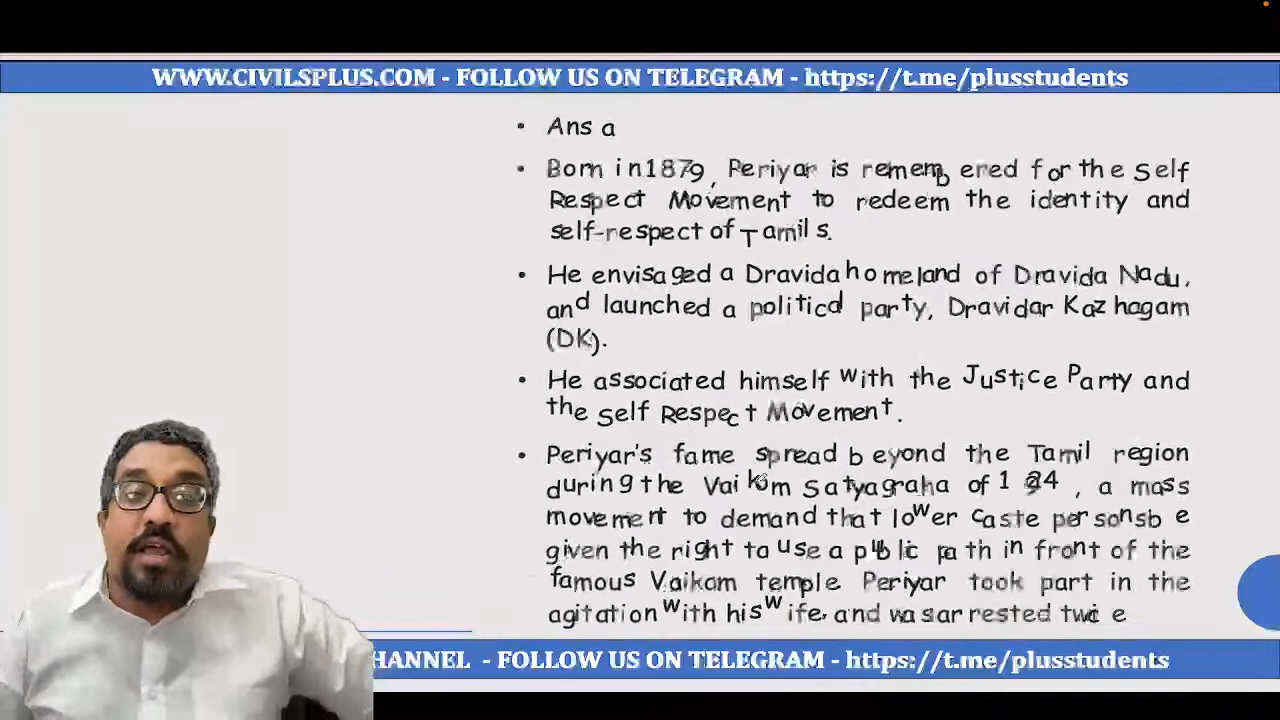 WWW.CIVILSPLUS.COM - FOLLOW US ON TELEGRAM - https://t.me/plusstudents
• Ans a
• Born in 1879, Periyar is remembered for the Self
Respect Movement to redeem the identity and
self-respect of Tamils.
• He envisaged a Dravida homeland of Dravida Nadu,
and launched a political party, Dravidar Kazhagam
(DK).
• He associated himself with the Justice Party and
the Self Respect Movement.
• Periyar's fame spread beyond the Tamil region
during the Vaikom Satyagraha of 1924, a mass
movement to demand that lower caste persons be
given the right to use a public path in front of the
famous Vaikam temple Periyar took part in the
agitation with his wife, and was arrested twice
HANNEL - FOLLOW US ON TELEGRAM - https://t.me/plusstudents